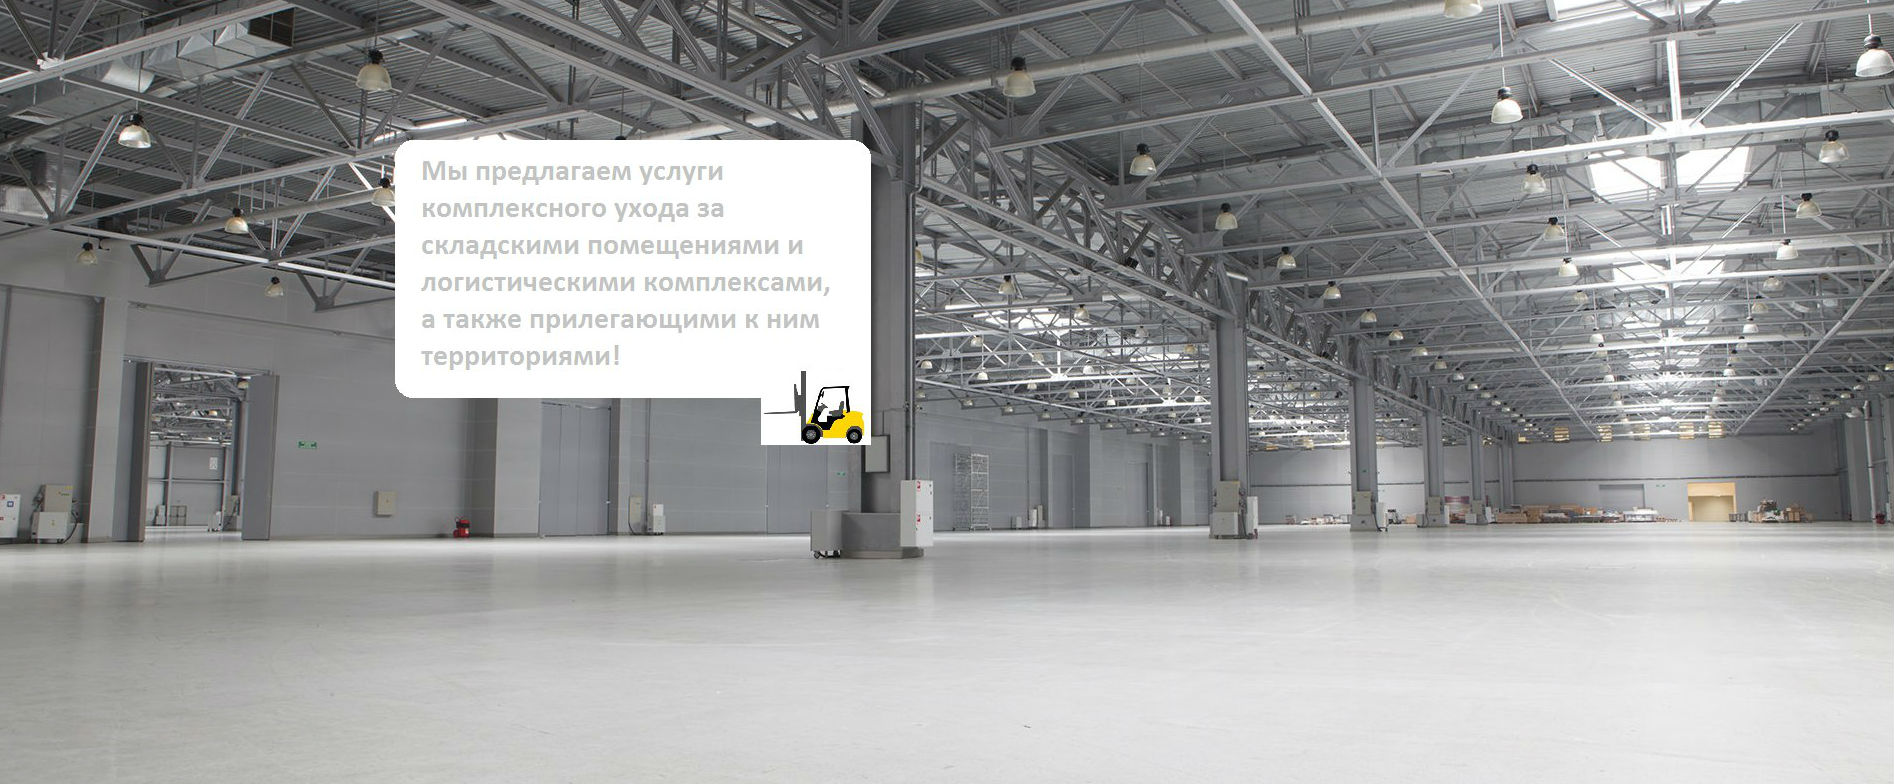 Мы предлагаем услуги
комплексного ухода за
складскими помещениями и
логистическими комплексами,
а также прилегающими к ним
территориями!